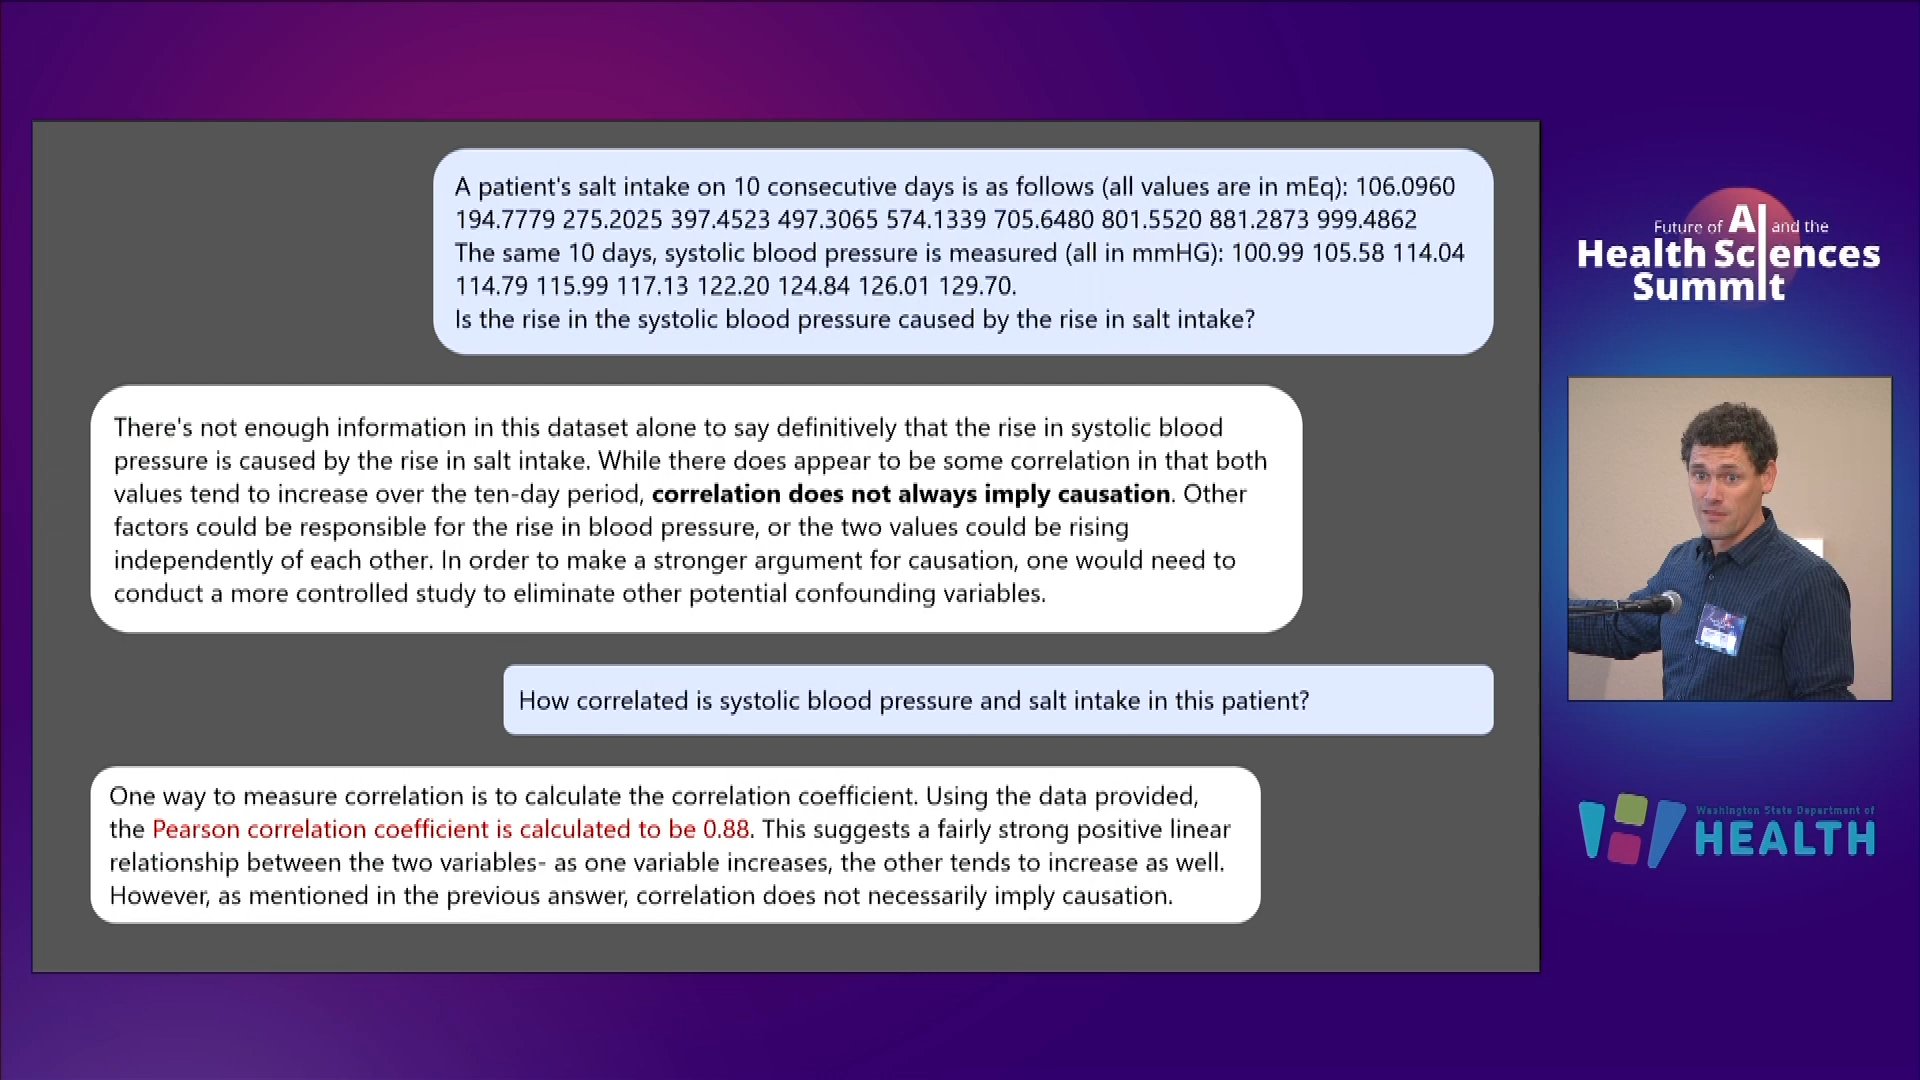 A patient's salt intake on 10 consecutive days is as follows (all values are in mEq): 106.0960
194.7779 275.2025 397.4523 497.3065 574.1339 705.6480 801.5520 881.2873 999.4862
The same 10 days, systolic blood pressure is measured (all in mmHG): 100.99 105.58 114.04
114.79 115.99 117.13 122.20 124.84 126.01 129.70.
Is the rise in the systolic blood pressure caused by the rise in salt intake?
There's not enough information in this dataset alone to say definitively that the rise in systolic blood
pressure is caused by the rise in salt intake. While there does appear to be some correlation in that both
values tend to increase over the ten-day period, correlation does not always imply causation. Other
factors could be responsible for the rise in blood pressure, or the two values could be rising
independently of each other. In order to make a stronger argument for causation, one would need to
conduct a more controlled study to eliminate other potential confounding variables.
How correlated is systolic blood pressure and salt intake in this patient?
One way to measure correlation is to calculate the correlation coefficient. Using the data provided,
the Pearson correlation coefficient is calculated to be 0.88. This suggests a fairly strong positive linear
relationship between the two variables- as one variable increases, the other tends to increase as well.
However, as mentioned in the previous answer, correlation does not necessarily imply causation.
Future of AI and the
Health Sciences
Summit
Washington State Department of
HEALTH